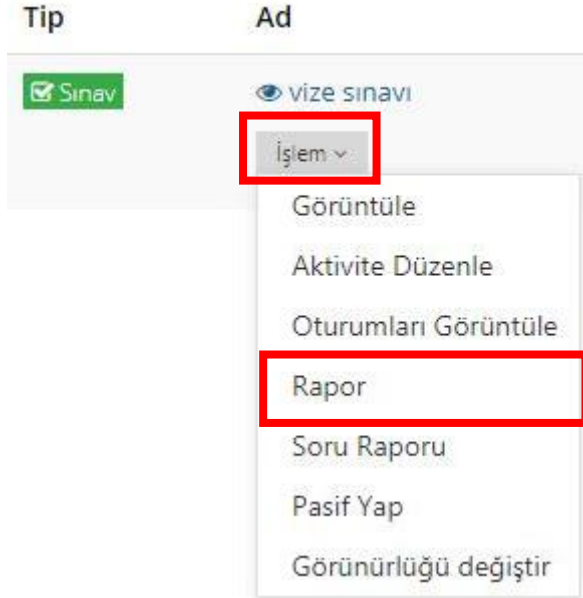 Tip Ad
Sınav vize sınavı
İşlem
Görüntüle
Aktivite Düzenle
Oturumları Görüntüle
Rapor
Soru Raporu
Pasif Yap
Görünürlüğü değiştir